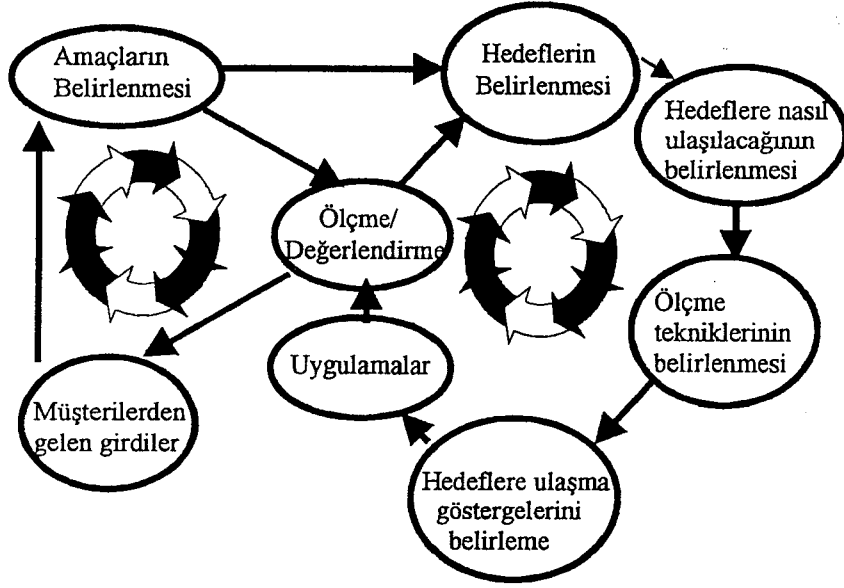 Amaçların
Belirlenmesi
Hedeflerin
Belirlenmesi
Hedeflere nasıl
ulaşılacağının
belirlenmesi
Ölçme/
Değerlendirme
Ölçme
tekniklerinin
belirlenmesi
Uygulamalar
Müşterilerden
gelen girdiler
Hedeflere ulaşma
göstergelerini
belirleme